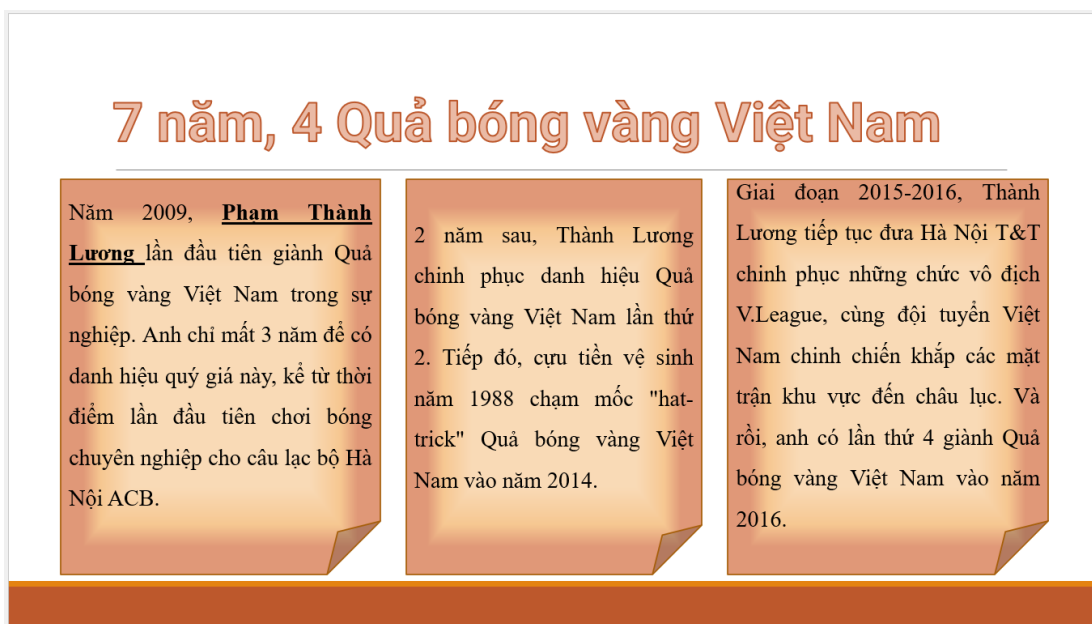 7 năm, 4 Quả bóng vàng Việt Nam
Năm 2009, Phạm Thành
Lương lần đầu tiên giành Quả
bóng vàng Việt Nam trong sự
nghiệp. Anh chỉ mất 3 năm để có
danh hiệu quý giá này, kể từ thời
điểm lần đầu tiên chơi bóng
chuyên nghiệp cho câu lạc bộ Hà
Nội ACB.
2 năm sau, Thành Lương
chinh phục danh hiệu Quả
bóng vàng Việt Nam lần thứ
2. Tiếp đó, cựu tiền vệ sinh
năm 1988 chạm mốc "hat-
trick" Quả bóng vàng Việt
Nam vào năm 2014.
Giai đoạn 2015-2016, Thành
Lương tiếp tục đưa Hà Nội T&T
chinh phục những chức vô địch
V.League, cùng đội tuyển Việt
Nam chinh chiến khắp các mặt
trận khu vực đến châu lục. Và
rồi, anh có lần thứ 4 giành Quả
bóng vàng Việt Nam vào năm
2016.